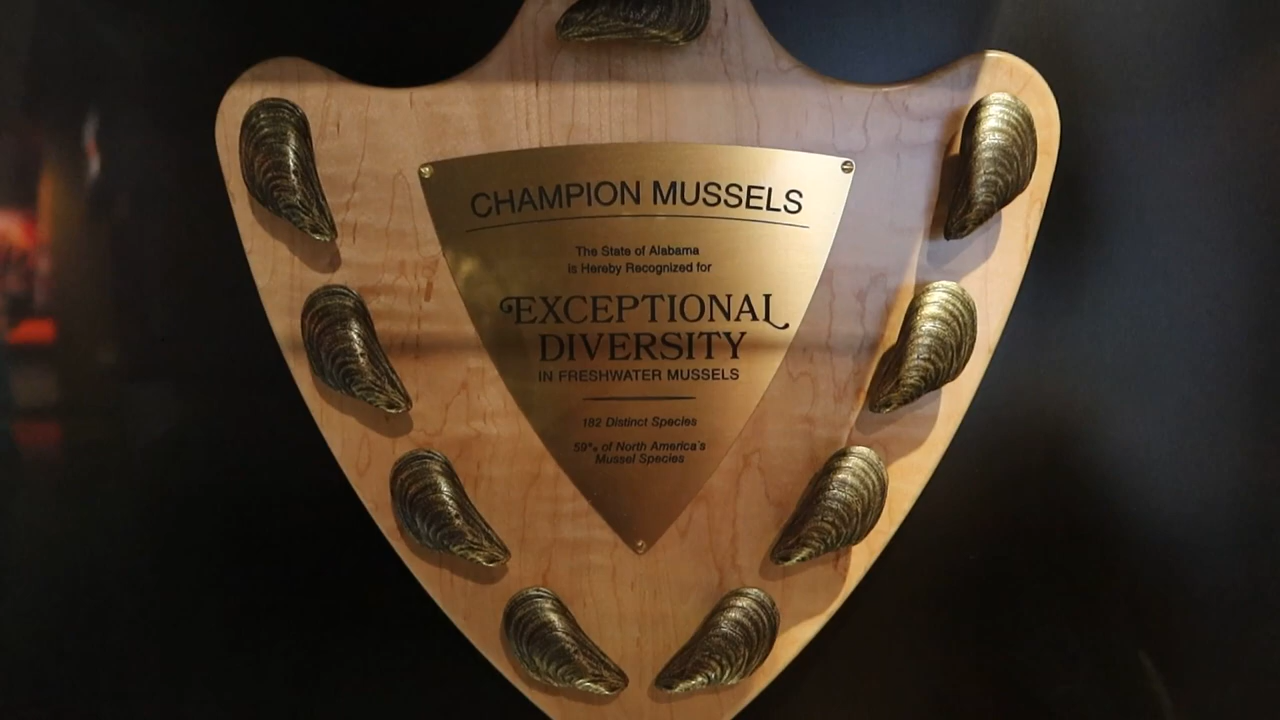 CHAMPION MUSSELS
The State of Alabama
is Hereby Recognized for
EXCEPTIONAL
DIVERSITY
IN FRESHWATER MUSSELS
182 Distinct Species
59% of North America's
Mussel Species